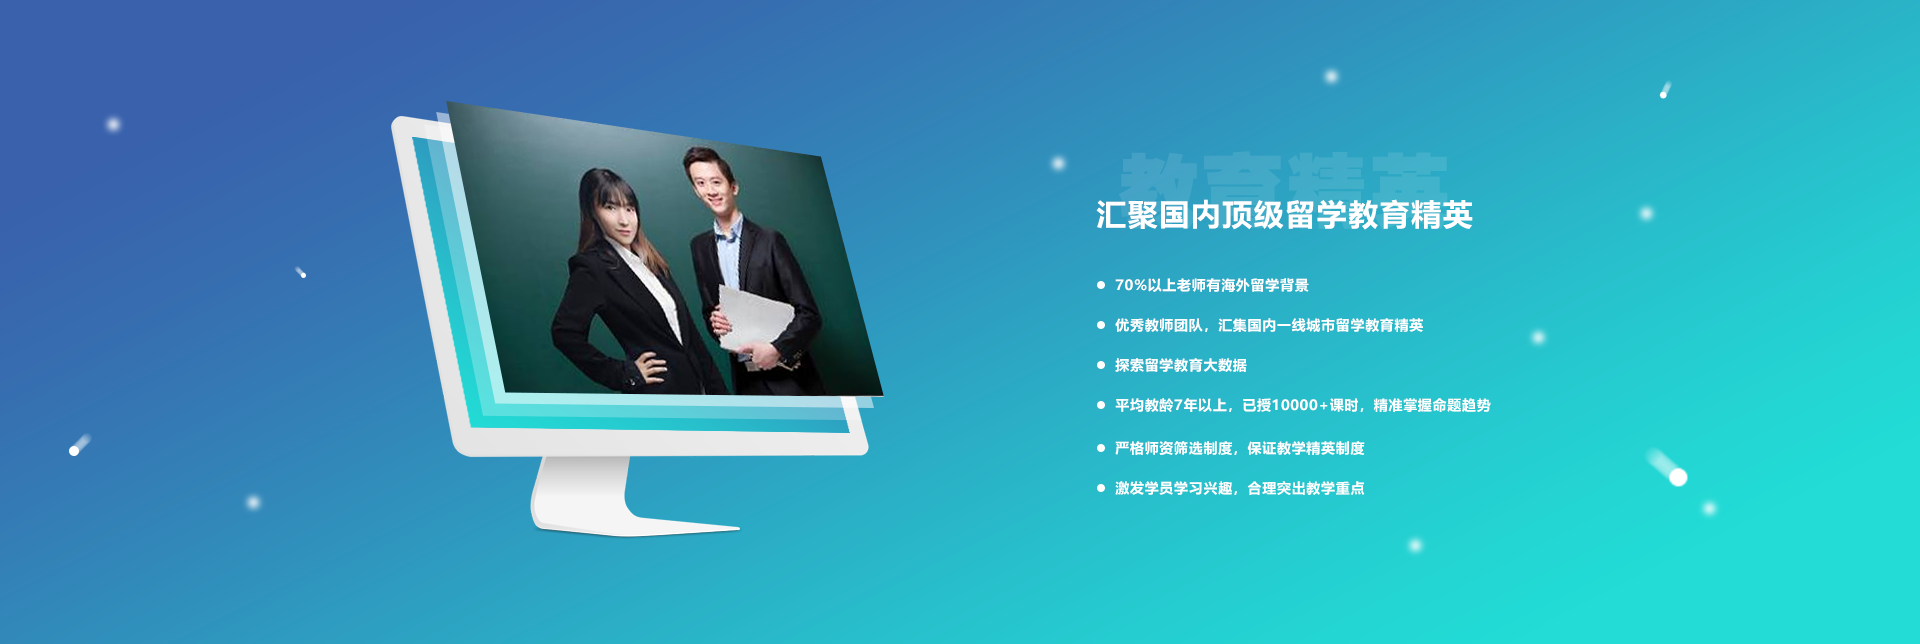 教育精英
汇聚国内顶级留学教育精英
70%以上老师有海外留学背景
优秀教师团队，汇集国内一线城市留学教育精英
探索留学教育大数据
平均教龄7年以上，已授10000+课时，精准掌握命题趋势
严格师资筛选制度，保证教学精英制度
激发学员学习兴趣，合理突出教学重点